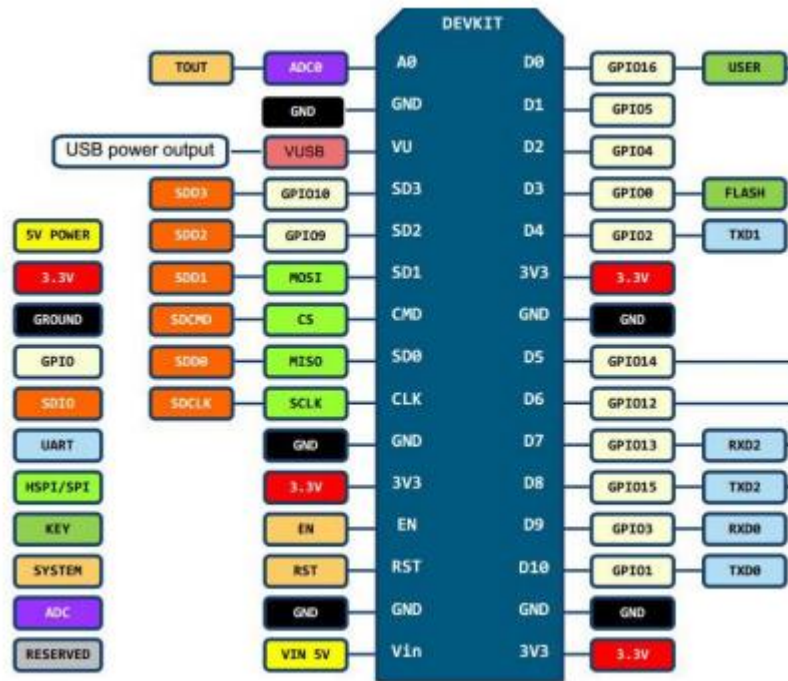 DEVKIT
TOUT ADC0 A0 D0 GPIO16 USER
GND GND D1 GPIO5
USB power output VUSB VU D2 GPIO4
SDD3 GPIO10 SD3 D3 GPIO0 FLASH
5V POWER SDD2 GPIO9 SD2 D4 GPIO2 TXD1
3.3V SDD1 MOSI SD1 3V3 3.3V
GROUND SDCMD CS CMD GND GND
GPIO SDD0 MISO SD0 D5 GPIO14
SDIO SDCLK SCLK CLK D6 GPIO12
UART GND GND D7 GPIO13 RXD2
HSPI/SPI 3.3V 3V3 D8 GPIO15 TXD2
KEY EN EN D9 GPIO3 RXD0
SYSTEM RST RST D10 GPIO1 TXD0
ADC GND GND GND GND
RESERVED VIN 5V Vin 3V3 3.3V